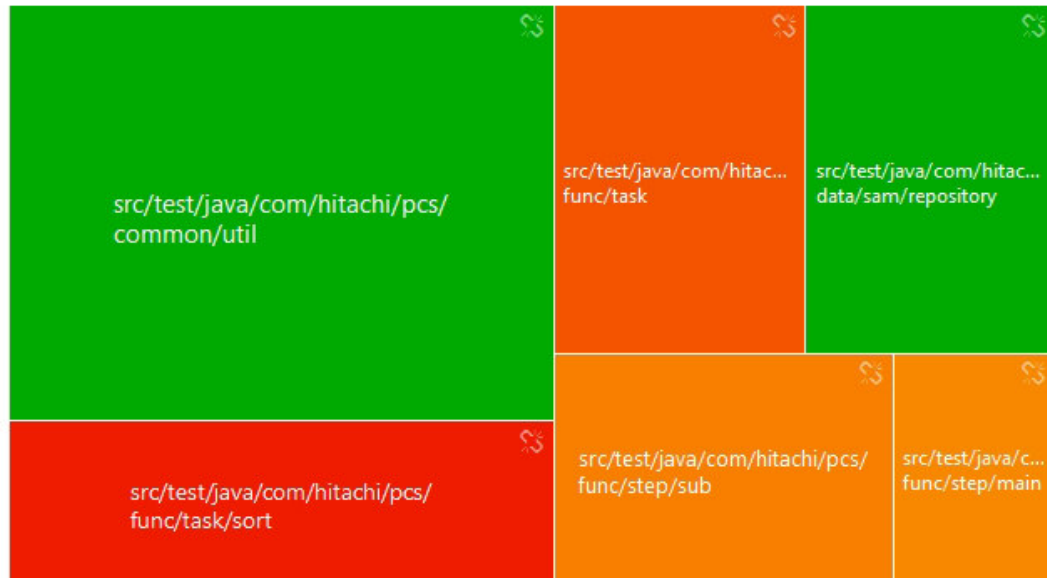 src/test/java/com/hitachi/pcs/
common/util
src/test/java/com/hitac...
func/task
src/test/java/com/hitac...
data/sam/repository
src/test/java/com/hitachi/pcs/
func/task/sort
src/test/java/com/hitachi/pcs/
func/step/sub
src/test/java/c...
func/step/main